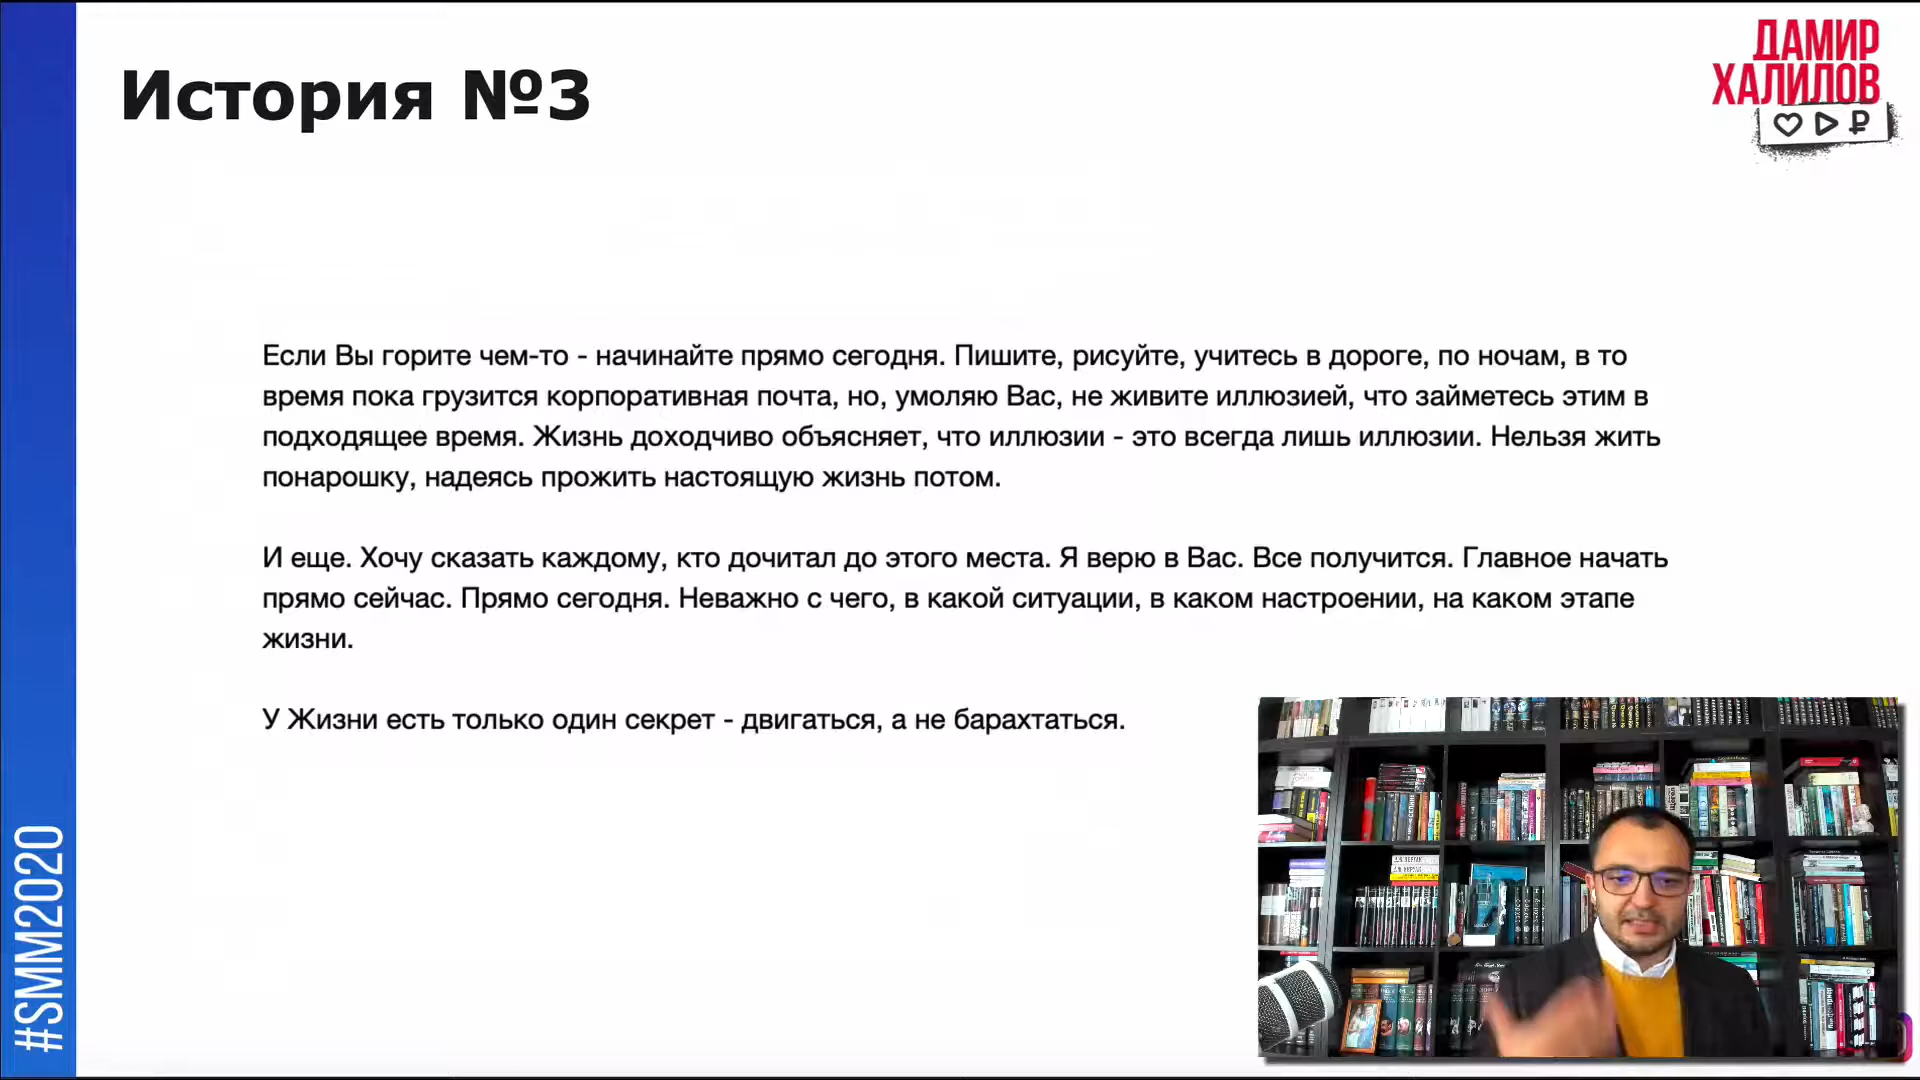 История №3
ДАМИР
ХАЛИЛОВ
Если Вы горите чем-то - начинайте прямо сегодня. Пишите, рисуйте, учитесь в дороге, по ночам, в то
время пока грузится корпоративная почта, но, умоляю Вас, не живите иллюзией, что займетесь этим в
подходящее время. Жизнь доходчиво объясняет, что иллюзии - это всегда лишь иллюзии. Нельзя жить
понарошку, надеясь прожить настоящую жизнь потом.
И еще. Хочу сказать каждому, кто дочитал до этого места. Я верю в Вас. Все получится. Главное начать
прямо сейчас. Прямо сегодня. Неважно с чего, в какой ситуации, в каком настроении, на каком этапе
жизни.
У Жизни есть только один секрет - двигаться, а не барахтаться.
#SMM2020